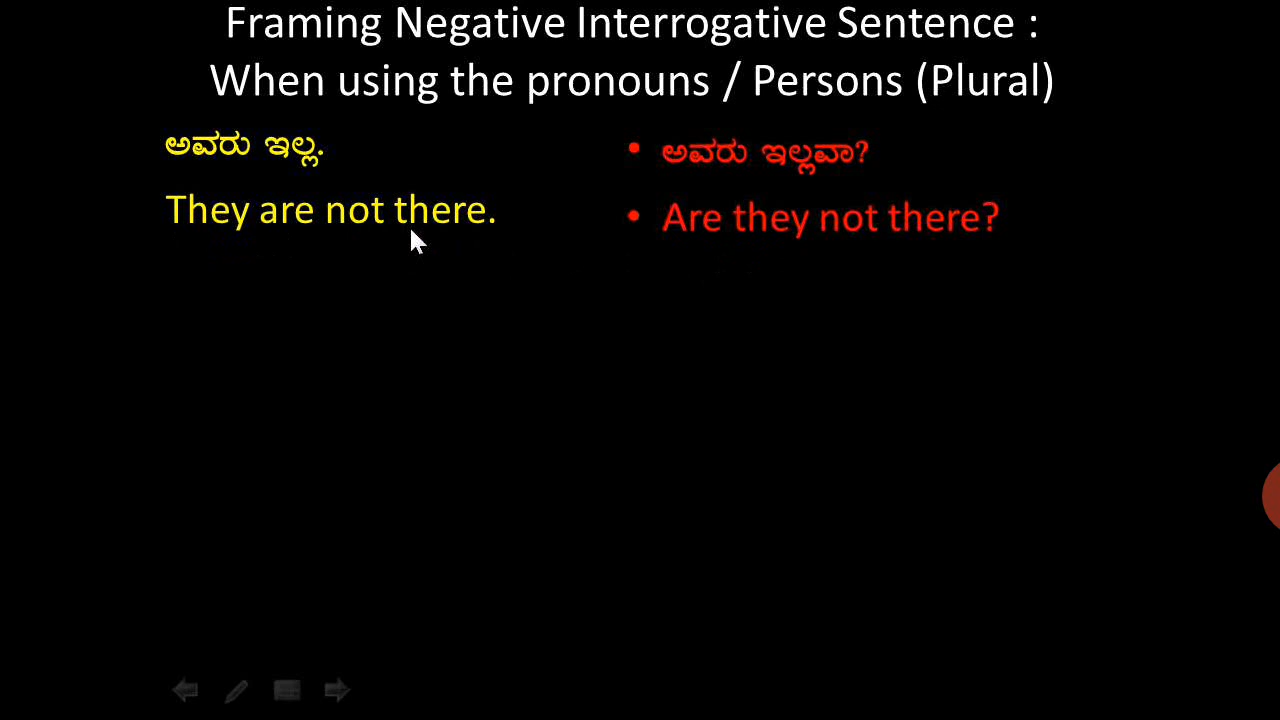 Framing Negative Interrogative Sentence :
When using the pronouns / Persons (Plural)
ಅವರು ಇಲ್ಲ.
They are not there.
• ಅವರು ಇಲ್ಲವಾ?
• Are they not there?